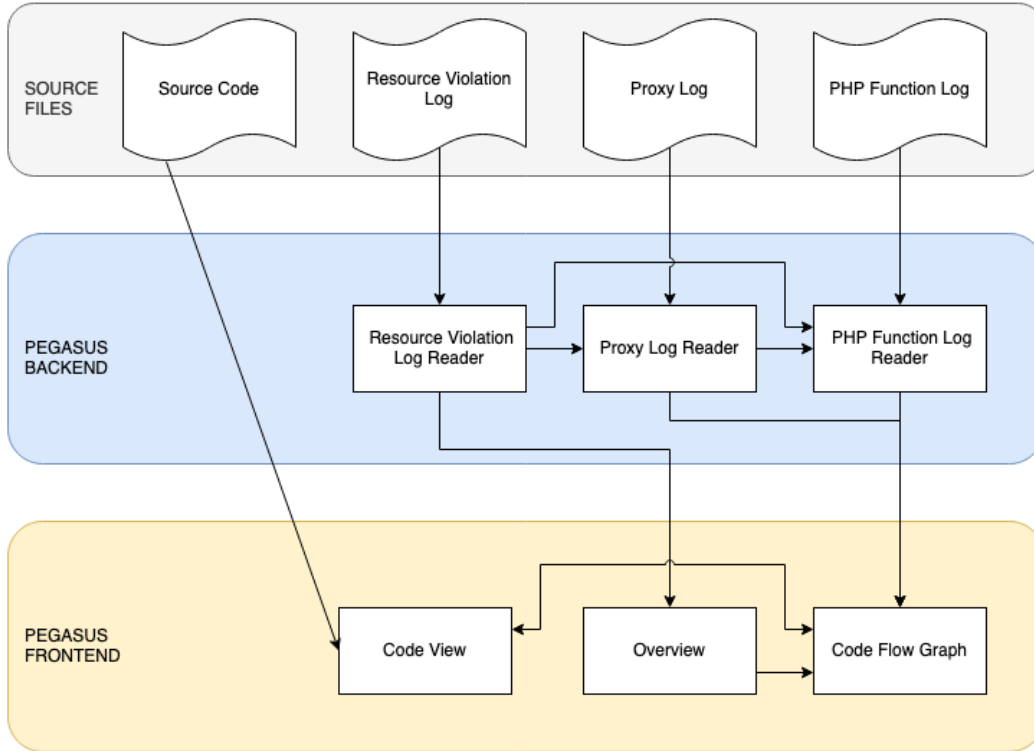 SOURCE
FILES
Source Code
Resource Violation
Log
Proxy Log
PHP Function Log
PEGASUS
BACKEND
Resource Violation
Log Reader
Proxy Log Reader
PHP Function Log
Reader
PEGASUS
FRONTEND
Code View
Overview
Code Flow Graph